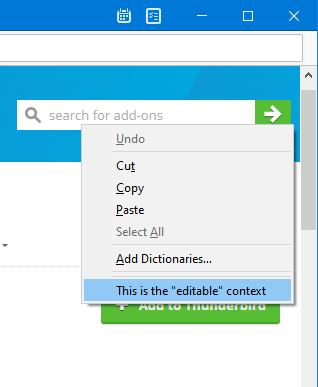 search for add-ons
Undo
Cut
Copy
Paste
Select All
Add Dictionaries...
This is the "editable" context
+ Add to Thunderbird